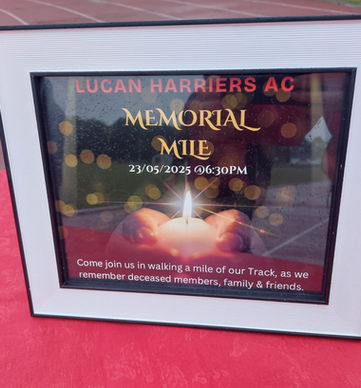 LUCAN HARRIERS AC
MEMORIAL
MILE
23/05/2025 @6:30PM
Come join us in walking a mile of our Track, as we
remember deceased members, family & friends.